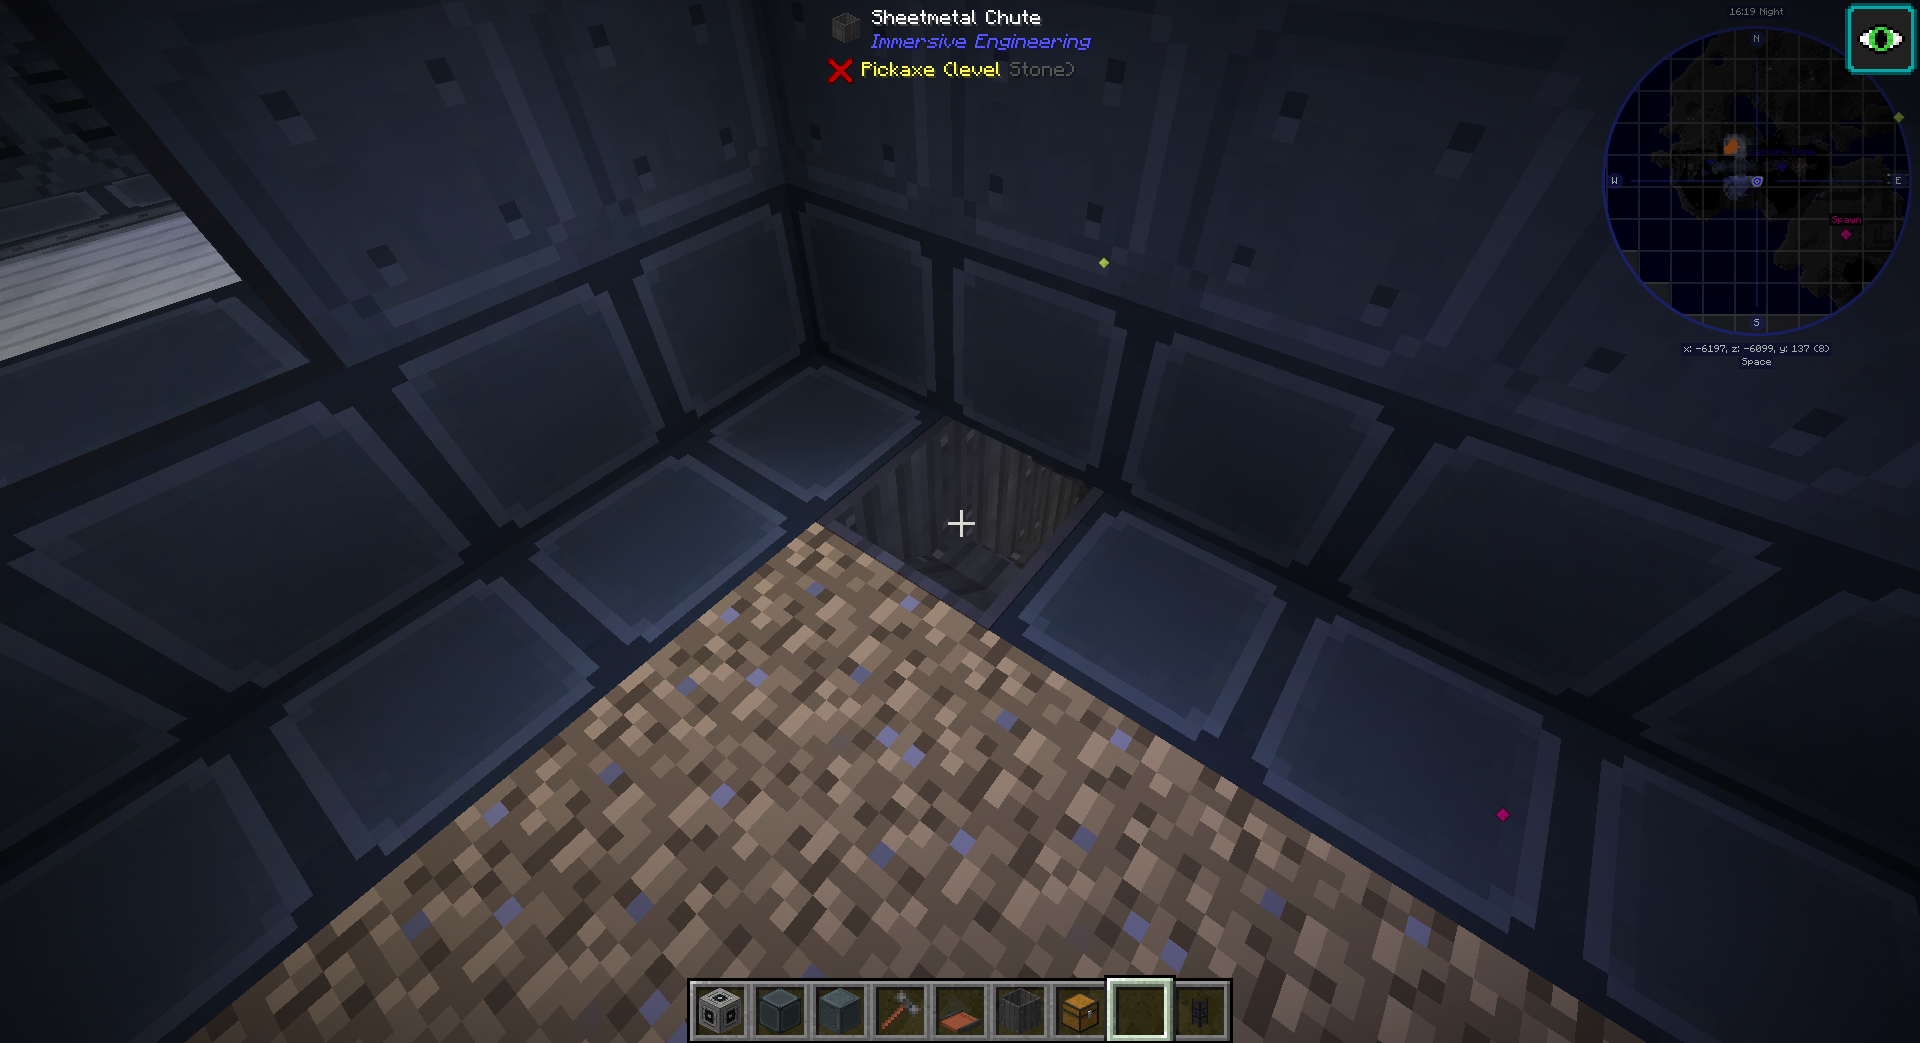 Sheetmetal Chute
Immersive Engineering
Pickaxe (level Stone)
16:19 Night
N
W
E
Spawn
S
x: -6197, z: -6099, y: 137 (8)
Space